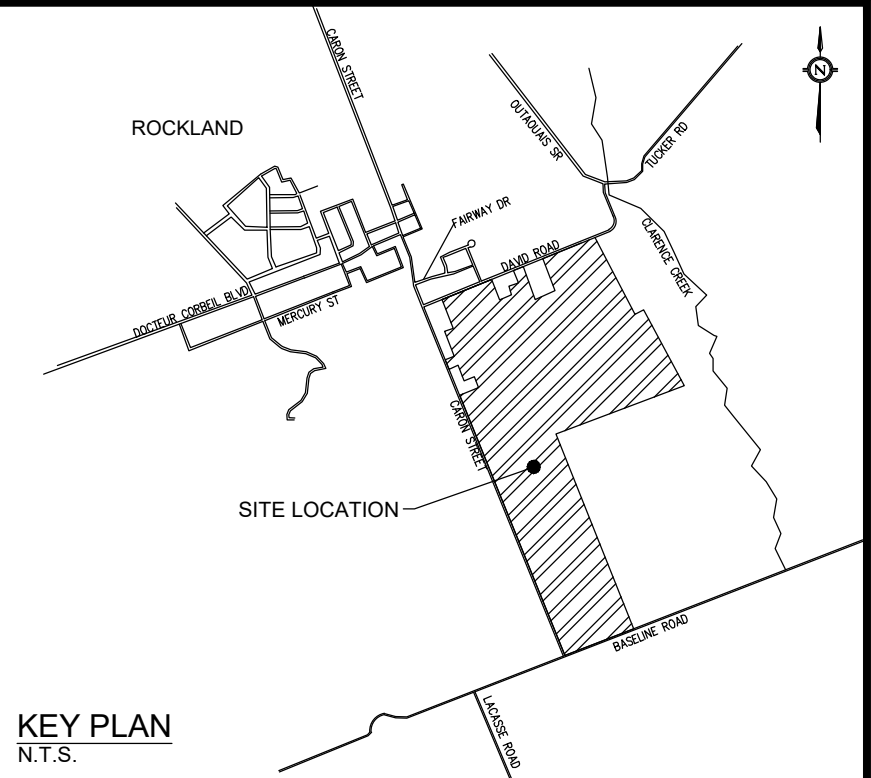 CARON STREET
ROCKLAND
OUTAOUAIS SR
TUCKER RD
N
FAIRWAY DR
DAVID ROAD
CLARENCE CREEK
DOCTEUR CORBEIL BLVD
MERCURY ST
CARON STREET
SITE LOCATION
BASELINE ROAD
LACASSE ROAD
KEY PLAN
N.T.S.